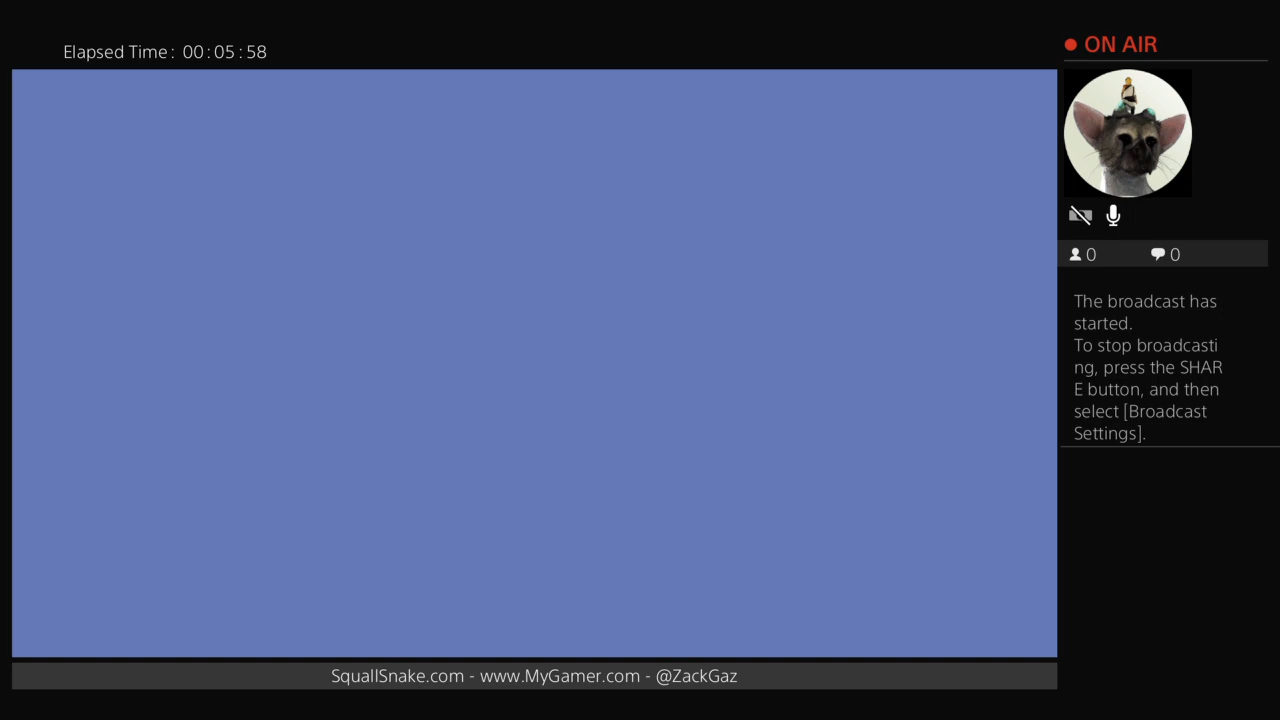 Elapsed Time: 00:05:58
ON AIR
0 0
The broadcast has
started.
To stop broadcasti
ng, press the SHAR
E button, and then
select [Broadcast
Settings].
SquallSnake.com - www.MyGamer.com - @ZackGaz